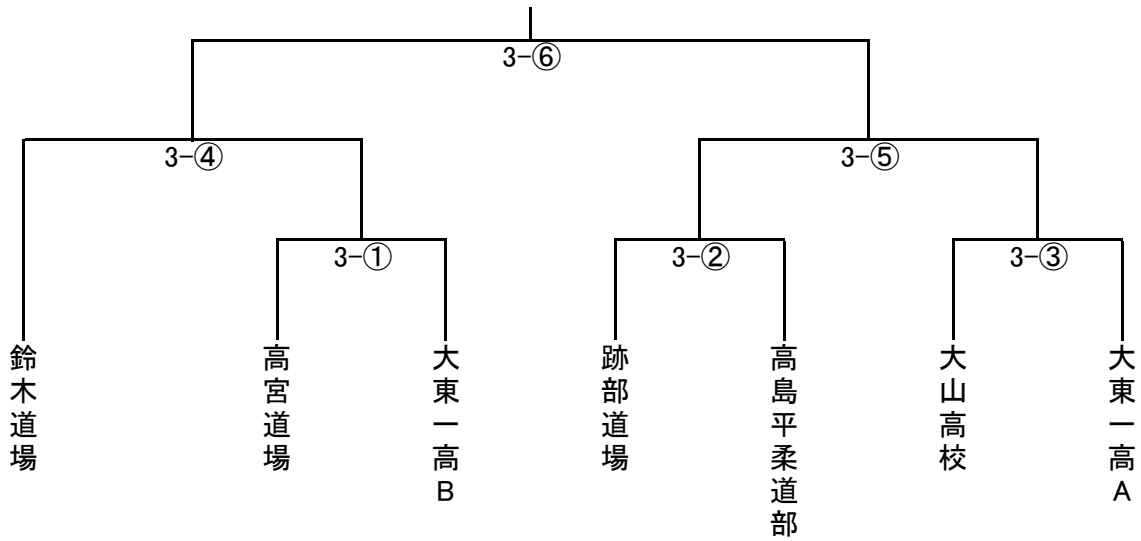 3-⑥
3-④
3-⑤
3-①
3-②
3-③
鈴木道場
高宮道場
大東一高B
跡部道場
高島平柔道部
大山高校
大東一高A